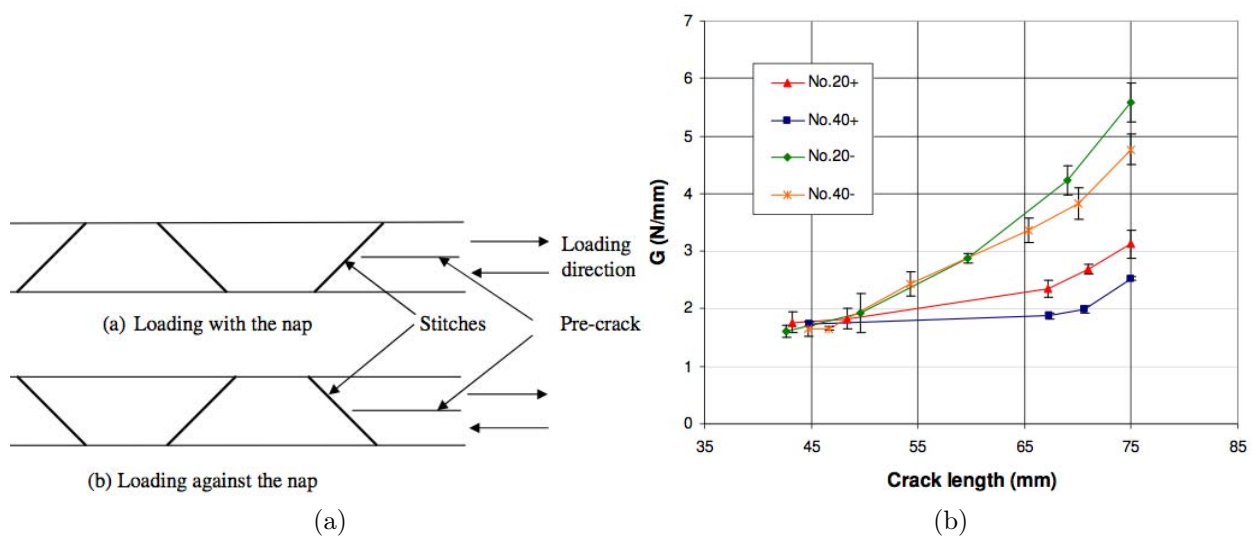 Loading
direction
(a) Loading with the nap
Stitches
Pre-crack
(b) Loading against the nap
(a)
G (N/mm)
7
6
5
4
3
2
1
0
No.20+
No.40+
No.20-
No.40-
35
45
55
65
75
85
Crack length (mm)
(b)